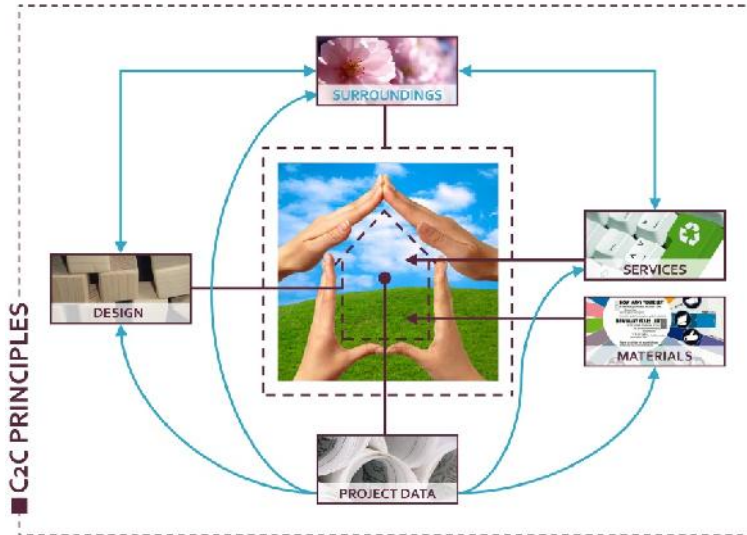 SURROUNDINGS
SERVICES
DESIGN
MATERIALS
PROJECT DATA
C2C PRINCIPLES